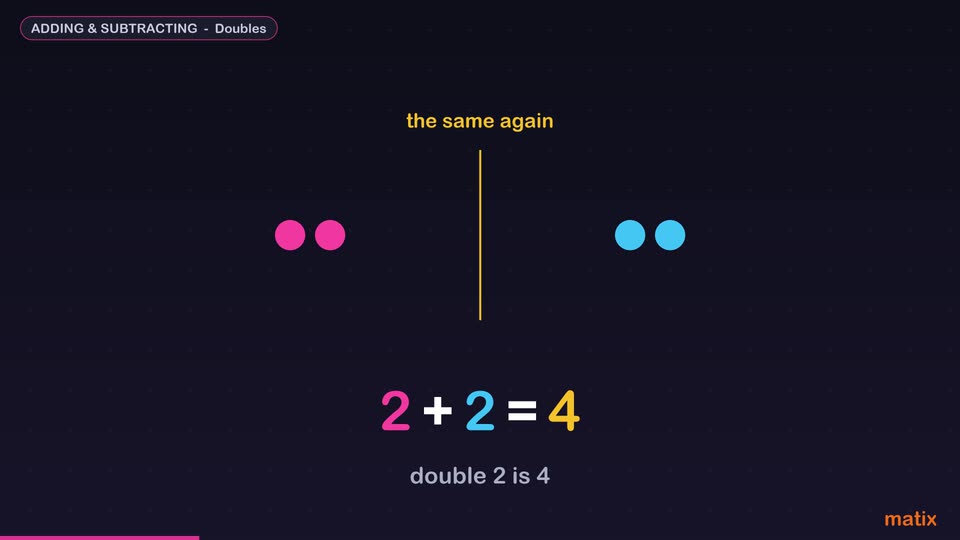 ADDING & SUBTRACTING - Doubles
the same again
2 + 2 = 4
double 2 is 4
matix